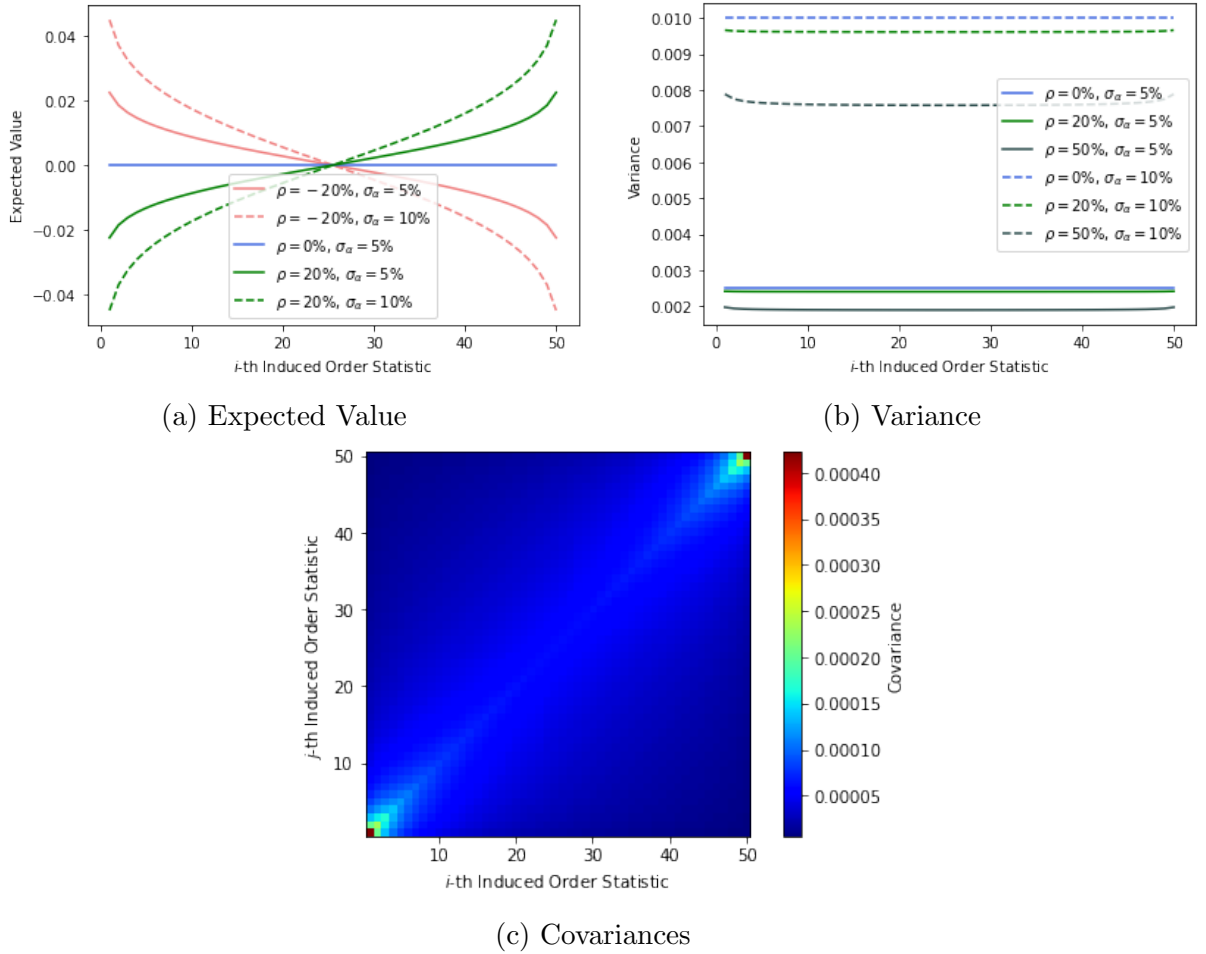 Expected Value
0.04
0.02
0.00
−0.02
−0.04
ρ = −20%, σα = 5%
ρ = −20%, σα = 10%
ρ = 0%, σα = 5%
ρ = 20%, σα = 5%
ρ = 20%, σα = 10%
0 10 20 30 40 50
i-th Induced Order Statistic
(a) Expected Value
Variance
0.010
0.009
0.008
0.007
0.006
0.005
0.004
0.003
0.002
ρ = 0%, σα = 5%
ρ = 20%, σα = 5%
ρ = 50%, σα = 5%
ρ = 0%, σα = 10%
ρ = 20%, σα = 10%
ρ = 50%, σα = 10%
0 10 20 30 40 50
i-th Induced Order Statistic
(b) Variance
j-th Induced Order Statistic
50
40
30
20
10
10 20 30 40 50
i-th Induced Order Statistic
0.00040
0.00035
0.00030
0.00025
0.00020
0.00015
0.00010
0.00005
Covariance
(c) Covariances